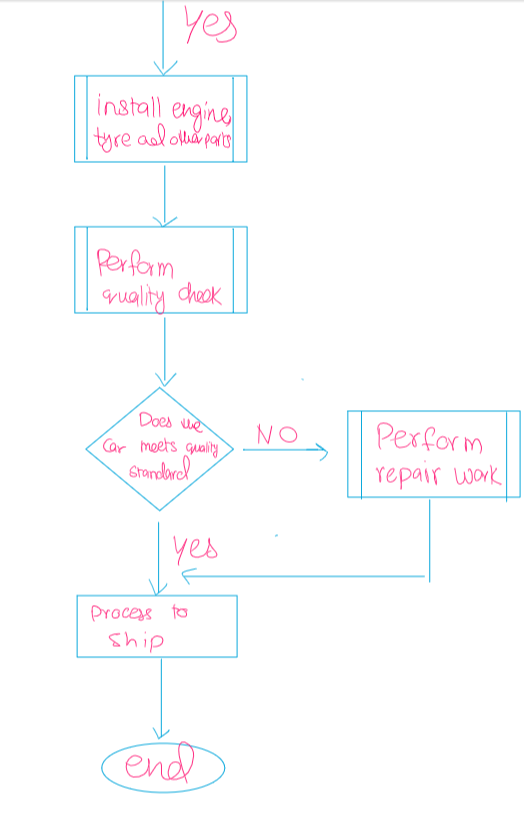 Yes
install engine,
tyre and other parts
Perform
quality check
Does the
car meets quality
standard
NO
Perform
repair work
yes
process to
ship
end